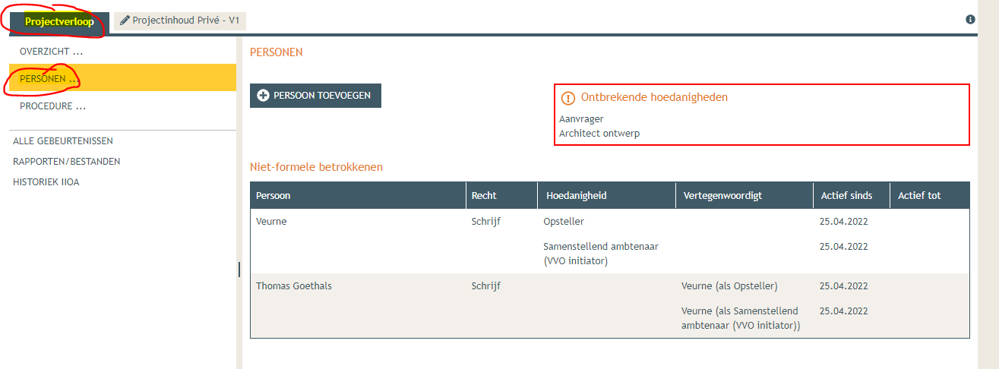 Projectverloop
Projectinhoud Privé - V1
OVERZICHT ...
PERSONEN ...
PROCEDURE ...
ALLE GEBEURTENISSEN
RAPPORTEN/BESTANDEN
HISTORIEK IIOA
PERSONEN
PERSOON TOEVOEGEN
Ontbrekende hoedanigheden
Aanvrager
Architect ontwerp
Niet-formele betrokkenen
Persoon Recht Hoedanigheid Vertegenwoordigt Actief sinds Actief tot
Veurne Schrijf Opsteller 25.04.2022
Samenstellend ambtenaar 25.04.2022
(VVO initiator)
Thomas Goethals Schrijf Veurne (als Opsteller) 25.04.2022
Veurne (als Samenstellend 25.04.2022
ambtenaar (VVO initiator))